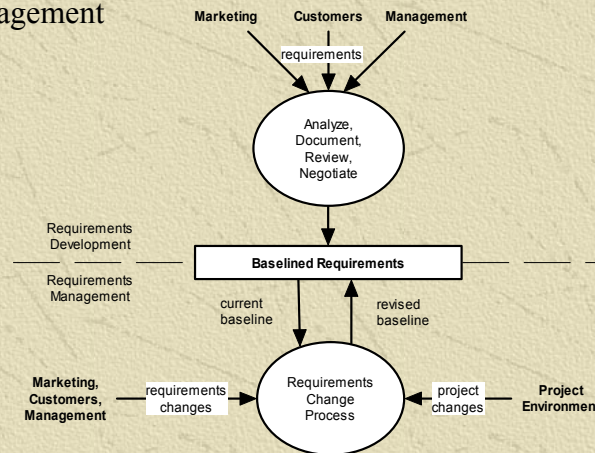 agement
Marketing Customers Management
requirements
Analyze,
Document,
Review,
Negotiate
Requirements
Development
Baselined Requirements
Requirements
Management
current
baseline
revised
baseline
Marketing,
Customers,
Management
requirements
changes
Requirements
Change
Process
project
changes
Project
Environmen